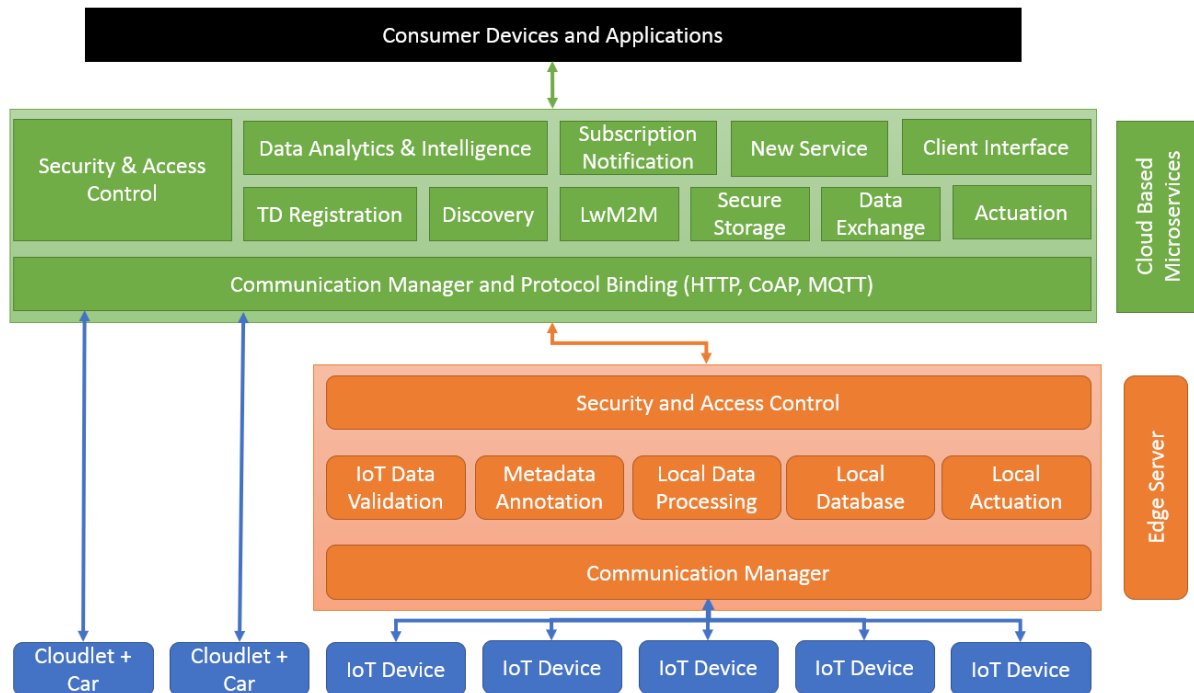 Consumer Devices and Applications
Security & Access
Control
Data Analytics & Intelligence
Subscription
Notification
New Service
Client Interface
TD Registration
Discovery
LwM2M
Secure
Storage
Data
Exchange
Actuation
Communication Manager and Protocol Binding (HTTP, CoAP, MQTT)
Cloud Based
Microservices
Security and Access Control
IoT Data
Validation
Metadata
Annotation
Local Data
Processing
Local
Database
Local
Actuation
Communication Manager
Edge Server
Cloudlet +
Car
Cloudlet +
Car
IoT Device
IoT Device
IoT Device
IoT Device
IoT Device